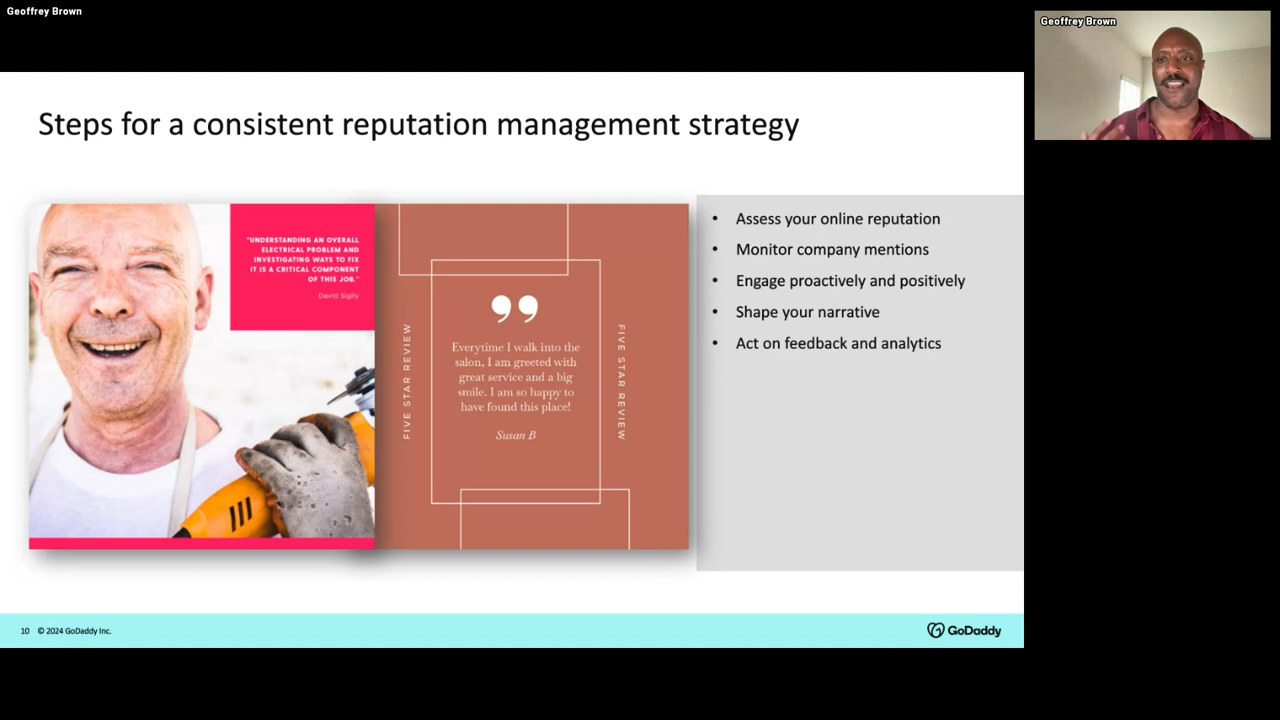 Geoffrey Brown
Geoffrey Brown
Steps for a consistent reputation management strategy
"UNDERSTANDING AN OVERALL
ELECTRICAL PROBLEM AND
INVESTIGATING WAYS TO FIX
IT IS A CRITICAL COMPONENT
OF THIS JOB."
David Siglly
FIVE STAR REVIEW
”
Everytime I walk into the
salon, I am greeted with
great service and a big
smile. I am so happy to
have found this place!
Susan B
FIVE STAR REVIEW
• Assess your online reputation
• Monitor company mentions
• Engage proactively and positively
• Shape your narrative
• Act on feedback and analytics
10 © 2024 GoDaddy Inc.
GoDaddy